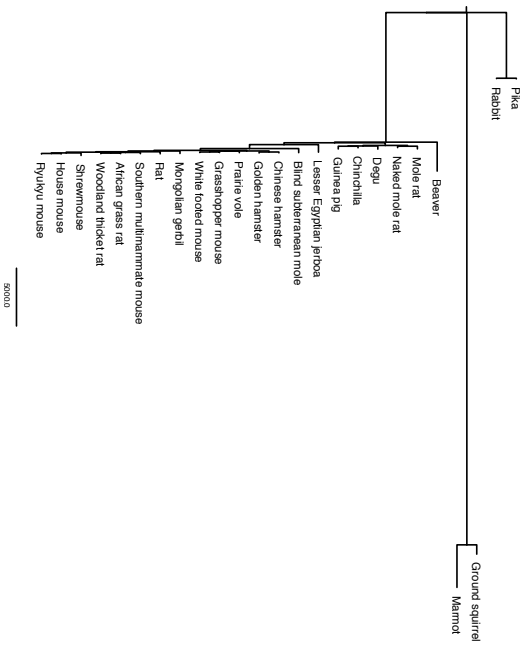 Pika
Rabbit
Beaver
Mole rat
Naked mole rat
Degu
Chinchilla
Guinea pig
Lesser Egyptian jerboa
Blind subterranean mole
Chinese hamster
Golden hamster
Prairie vole
Grasshopper mouse
White footed mouse
Mongolian gerbil
Rat
Southern multimammate mouse
African grass rat
Woodland thicket rat
Shrewmouse
House mouse
Ryukyu mouse
Ground squirrel
Marmot
5000.0